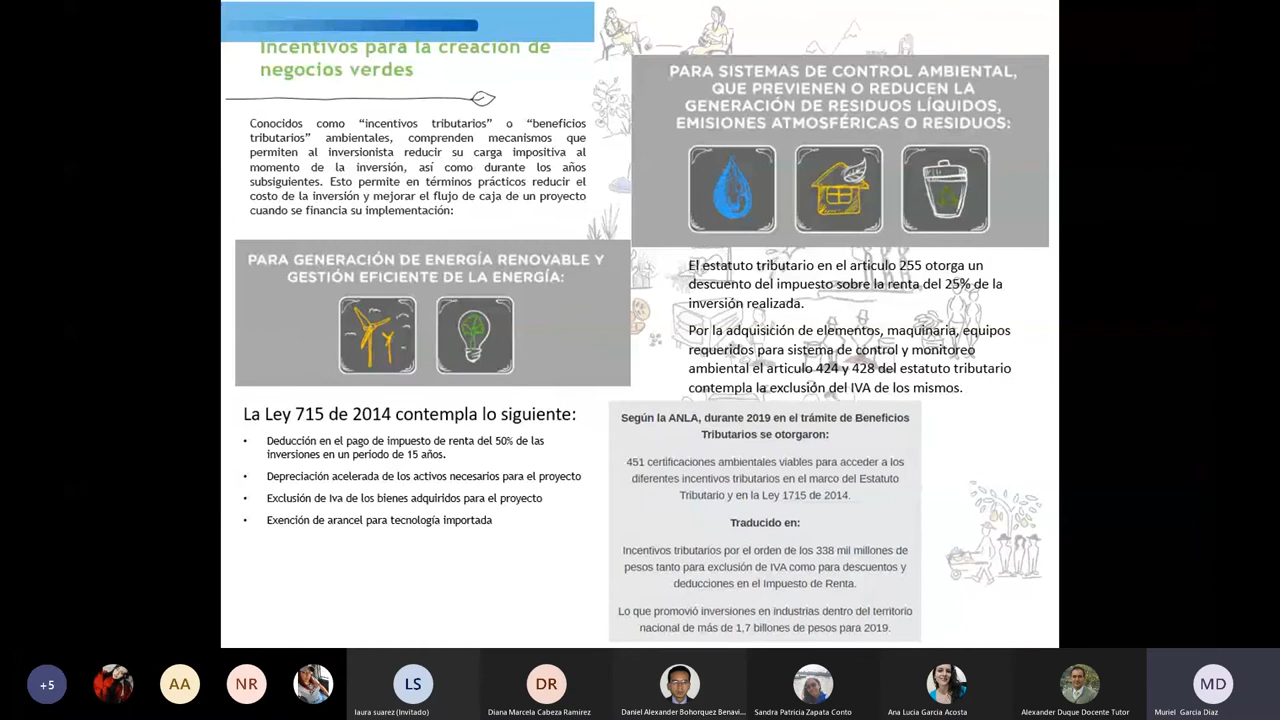 Incentivos para la creación de
negocios verdes
Conocidos como “incentivos tributarios” o “beneficios
tributarios” ambientales, comprenden mecanismos que
permiten al inversionista reducir su carga impositiva al
momento de la inversión, así como durante los años
subsiguientes. Esto permite en términos prácticos reducir el
costo de la inversión y mejorar el flujo de caja de un proyecto
cuando se financia su implementación:
PARA GENERACIÓN DE ENERGÍA RENOVABLE Y
GESTIÓN EFICIENTE DE LA ENERGÍA:
La Ley 715 de 2014 contempla lo siguiente:
• Deducción en el pago de impuesto de renta del 50% de las
inversiones en un periodo de 15 años.
• Depreciación acelerada de los activos necesarios para el proyecto
• Exclusión de Iva de los bienes adquiridos para el proyecto
• Exención de arancel para tecnología importada
PARA SISTEMAS DE CONTROL AMBIENTAL,
QUE PREVIENEN O REDUCEN LA
GENERACIÓN DE RESIDUOS LÍQUIDOS,
EMISIONES ATMOSFÉRICAS O RESIDUOS:
El estatuto tributario en el articulo 255 otorga un
descuento del impuesto sobre la renta del 25% de la
inversión realizada.
Por la adquisición de elementos, maquinaria, equipos
requeridos para sistema de control y monitoreo
ambiental el articulo 424 y 428 del estatuto tributario
contempla la exclusión del IVA de los mismos.
Según la ANLA, durante 2019 en el trámite de Beneficios
Tributarios se otorgaron:
451 certificaciones ambientales viables para acceder a los
diferentes incentivos tributarios en el marco del Estatuto
Tributario y en la Ley 1715 de 2014.
Traducido en:
Incentivos tributarios por el orden de los 338 mil millones de
pesos tanto para exclusión de IVA como para descuentos y
deducciones en el Impuesto de Renta.
Lo que promovió inversiones en industrias dentro del territorio
nacional de más de 1,7 billones de pesos para 2019.
+5
AA
NR
LS
DR
MD
laura suarez (Invitado)
Diana Marcela Cabeza Ramirez
Daniel Alexander Bohorquez Benavi...
Sandra Patricia Zapata Conto
Ana Lucia Garcia Acosta
Alexander Duque Docente Tutor
Muriel Garcia Diaz